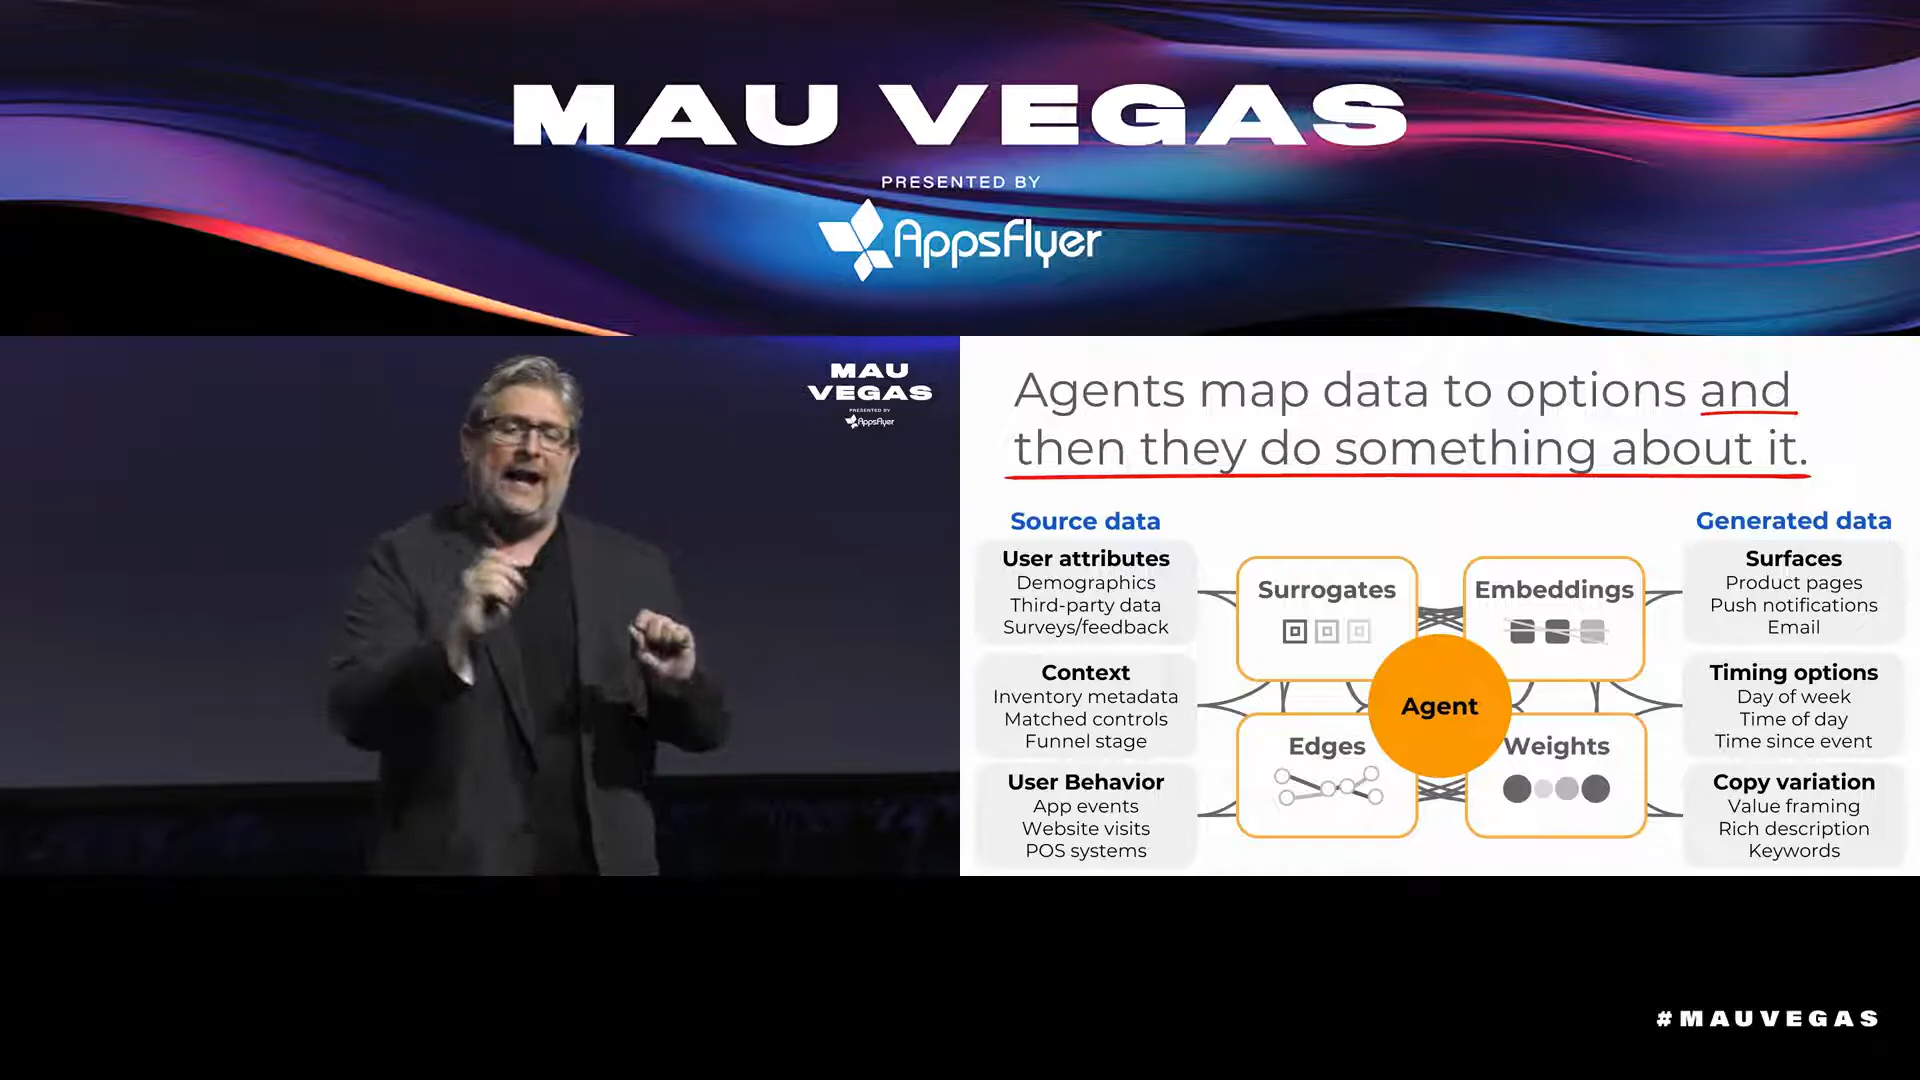 MAU VEGAS
PRESENTED BY
AppsFlyer
MAU
VEGAS
PRESENTED BY
AppsFlyer
Agents map data to options and
then they do something about it.
Source data
User attributes
Demographics
Third-party data
Surveys/feedback
Context
Inventory metadata
Matched controls
Funnel stage
User Behavior
App events
Website visits
POS systems
Surrogates
Embeddings
Agent
Edges
Weights
Generated data
Surfaces
Product pages
Push notifications
Email
Timing options
Day of week
Time of day
Time since event
Copy variation
Value framing
Rich description
Keywords
#MAUVEGAS